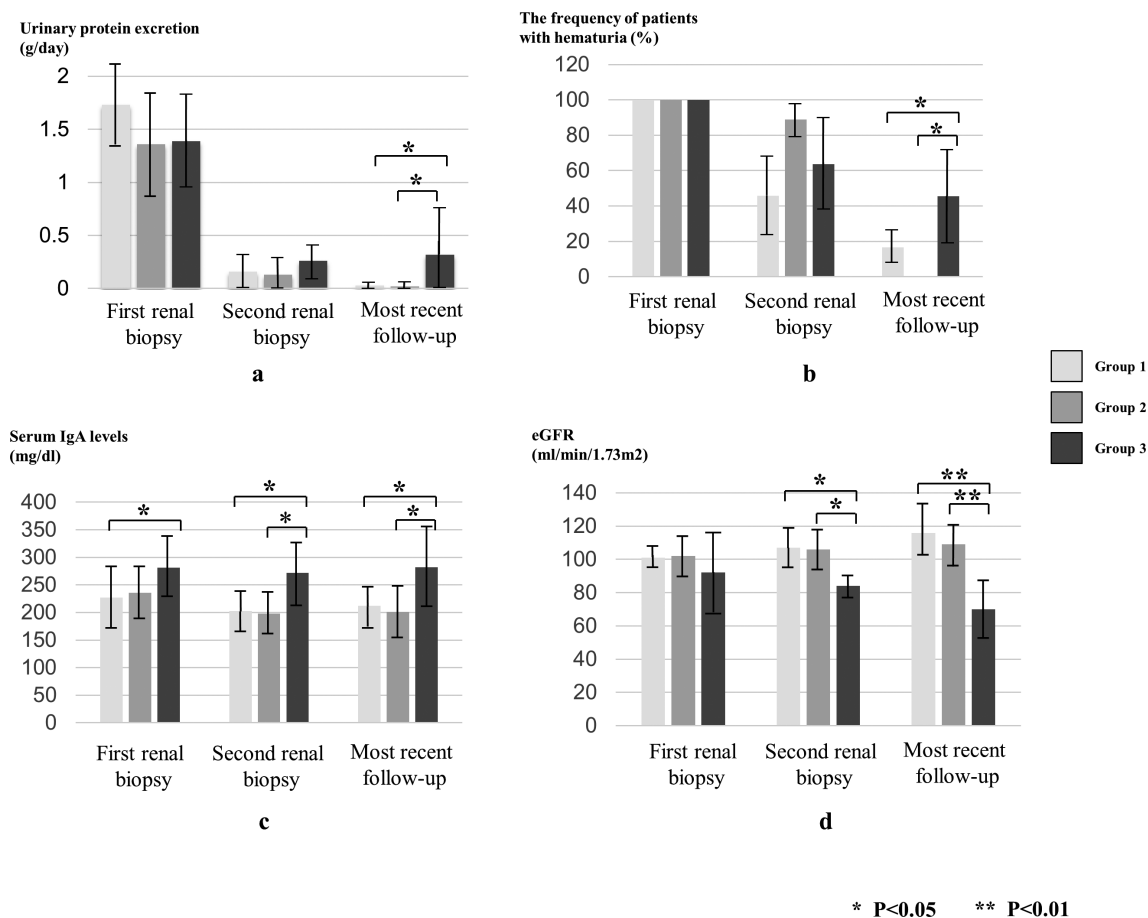 Urinary protein excretion
(g/day)
2
1.5
1
0.5
0
*
*
First renal
biopsy
Second renal
biopsy
Most recent
follow-up
a
The frequency of patients
with hematuria (%)
120
100
80
60
40
20
0
*
*
First renal
biopsy
Second renal
biopsy
Most recent
follow-up
b
Group 1
Group 2
Group 3
Serum IgA levels
(mg/dl)
400
350
300
250
200
150
100
50
0
*
*
*
*
*
First renal
biopsy
Second renal
biopsy
Most recent
follow-up
c
eGFR
(ml/min/1.73m2)
140
120
100
80
60
40
20
0
*
*
**
**
First renal
biopsy
Second renal
biopsy
Most recent
follow-up
d
* P<0.05 ** P<0.01